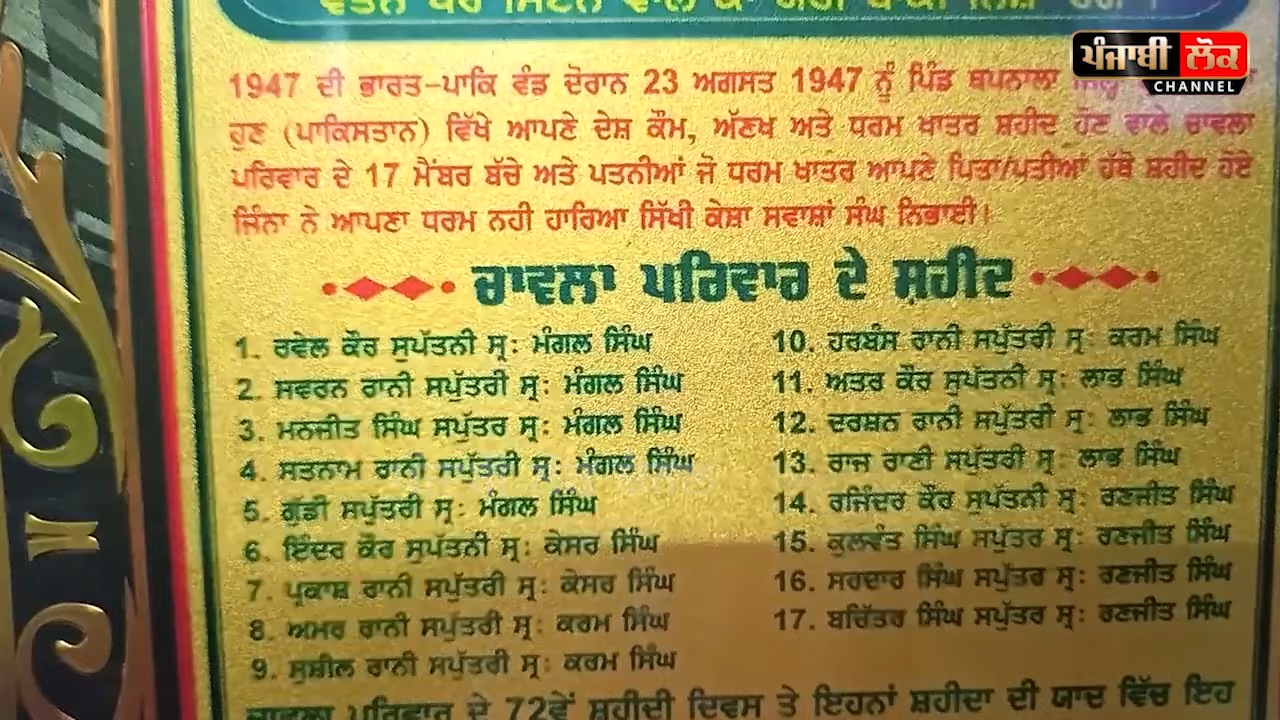 ਪੰਜਾਬੀ ਲੋਕ
CHANNEL
1947 ਦੀ ਭਾਰਤ-ਪਾਕਿ ਵੰਡ ਦੋਰਾਨ 23 ਅਗਸਤ 1947 ਨੂੰ ਪਿੰਡ ਥਪਨਾਲਾ
ਹੁਣ (ਪਾਕਿਸਤਾਨ) ਵਿੱਖੇ ਆਪਣੇ ਦੇਸ਼ ਕੌਮ, ਅੱਣਖ ਅਤੇ ਧਰਮ ਖਾਤਰ ਸ਼ਹੀਦ ਹੋਣ ਵਾਲੇ ਚਾਵਲਾ
ਪਰਿਵਾਰ ਦੇ 17 ਮੈਂਬਰ ਬੱਚੇ ਅਤੇ ਪਤਨੀਆਂ ਜੋ ਧਰਮ ਖਾਤਰ ਆਪਣੇ ਪਿਤਾ/ਪਤੀਆਂ ਹੱਥੋ ਸ਼ਹੀਦ ਹੋਏ
ਜਿੰਨਾ ਨੇ ਆਪਣਾ ਧਰਮ ਨਹੀ ਹਾਰਿਆ ਸਿੱਖੀ ਕੇਸ਼ਾ ਸਵਾਸ਼ਾਂ ਸੰਘ ਨਿਭਾਈ।
ਚਾਵਲਾ ਪਰਿਵਾਰ ਦੇ ਸ਼ਹੀਦ
1. ਰਵੇਲ ਕੌਰ ਸੁਪੱਤਨੀ ਸ੍ਰ: ਮੰਗਲ ਸਿੰਘ
2. ਸਵਰਨ ਰਾਨੀ ਸਪੁੱਤਰੀ ਸ੍ਰ: ਮੰਗਲ ਸਿੰਘ
3. ਮਨਜੀਤ ਸਿੰਘ ਸਪੁੱਤਰ ਸ੍ਰ: ਮੰਗਲ ਸਿੰਘ
4. ਸਤਨਾਮ ਰਾਨੀ ਸਪੁੱਤਰੀ ਸ੍ਰ: ਮੰਗਲ ਸਿੰਘ
5. ਗੁੱਡੀ ਸਪੁੱਤਰੀ ਸ੍ਰ: ਮੰਗਲ ਸਿੰਘ
6. ਇੰਦਰ ਕੌਰ ਸੁਪੱਤਨੀ ਸ੍ਰ: ਕੇਸਰ ਸਿੰਘ
7. ਪ੍ਰਕਾਸ਼ ਰਾਨੀ ਸਪੁੱਤਰੀ ਸ੍ਰ: ਕੇਸਰ ਸਿੰਘ
8. ਅਮਰ ਰਾਨੀ ਸਪੁੱਤਰੀ ਸ੍ਰ: ਕਰਮ ਸਿੰਘ
9. ਸੁਸ਼ੀਲ ਰਾਨੀ ਸਪੁੱਤਰੀ ਸ੍ਰ: ਕਰਮ ਸਿੰਘ
10. ਹਰਬੰਸ ਰਾਨੀ ਸਪੁੱਤਰੀ ਸ੍ਰ: ਕਰਮ ਸਿੰਘ
11. ਅਤਰ ਕੌਰ ਸੁਪੱਤਨੀ ਸ੍ਰ: ਲਾਭ ਸਿੰਘ
12. ਦਰਸ਼ਨ ਰਾਨੀ ਸਪੁੱਤਰੀ ਸ੍ਰ: ਲਾਭ ਸਿੰਘ
13. ਰਾਜ ਰਾਣੀ ਸਪੁੱਤਰੀ ਸ੍ਰ: ਲਾਭ ਸਿੰਘ
14. ਰਜਿੰਦਰ ਕੌਰ ਸੁਪੱਤਨੀ ਸ੍ਰ: ਰਣਜੀਤ ਸਿੰਘ
15. ਕੁਲਵੰਤ ਸਿੰਘ ਸਪੁੱਤਰ ਸ੍ਰ: ਰਣਜੀਤ ਸਿੰਘ
16. ਸਰਦਾਰ ਸਿੰਘ ਸਪੁੱਤਰ ਸ੍ਰ: ਰਣਜੀਤ ਸਿੰਘ
17. ਬਚਿੱਤਰ ਸਿੰਘ ਸਪੁੱਤਰ ਸ੍ਰ: ਰਣਜੀਤ ਸਿੰਘ
ਚਾਵਲਾ ਪਰਿਵਾਰ ਦੇ 72ਵੇਂ ਸ਼ਹੀਦੀ ਦਿਵਸ ਤੇ ਇਹਨਾਂ ਸ਼ਹੀਦਾ ਦੀ ਯਾਦ ਵਿੱਚ ਇਹ